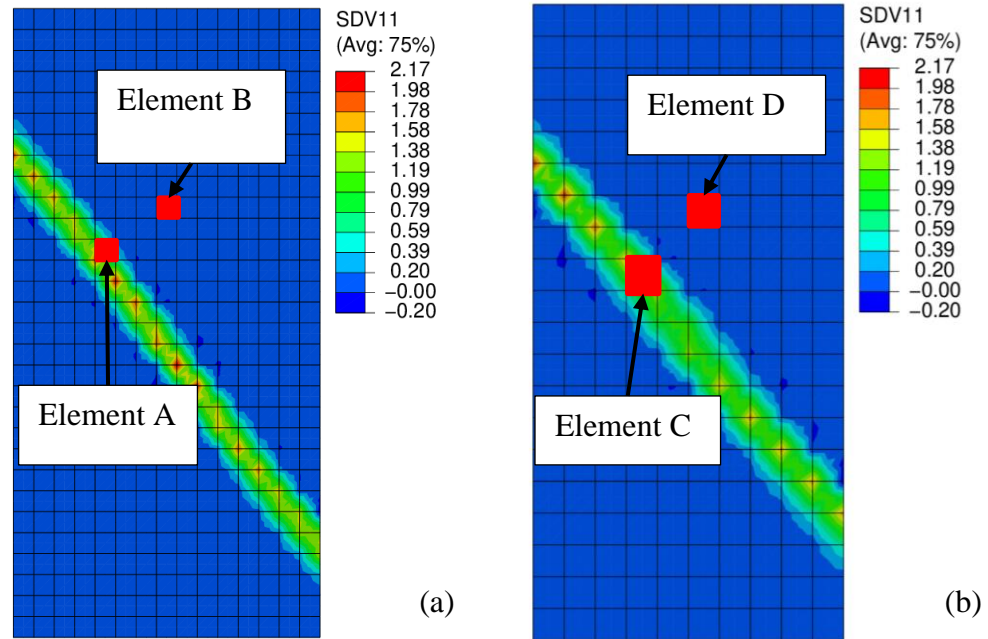 SDV11
(Avg: 75%)
2.17
1.98
1.78
1.58
1.38
1.19
0.99
0.79
0.59
0.39
0.20
−0.00
−0.20
Element B
Element A
(a)
SDV11
(Avg: 75%)
2.17
1.98
1.78
1.58
1.38
1.19
0.99
0.79
0.59
0.39
0.20
−0.00
−0.20
Element D
Element C
(b)